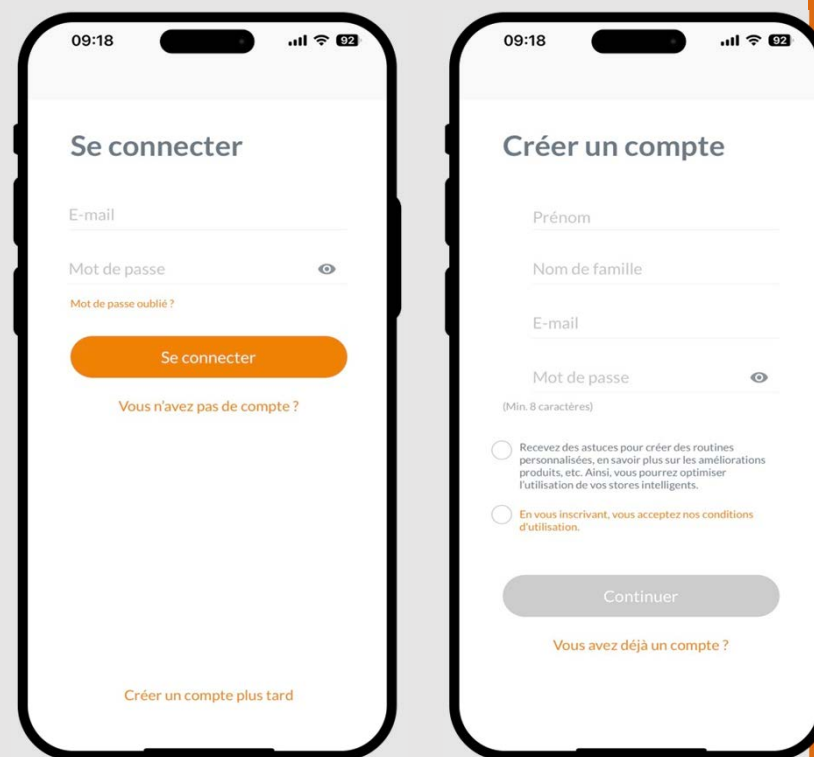 09:18
92
Se connecter
E-mail
Mot de passe
Mot de passe oublié ?
Se connecter
Vous n'avez pas de compte ?
Créer un compte plus tard
09:18
92
Créer un compte
Prénom
Nom de famille
E-mail
Mot de passe
(Min. 8 caractères)
Recevez des astuces pour créer des routines
personnalisées, en savoir plus sur les améliorations
produits, etc. Ainsi, vous pourrez optimiser
l'utilisation de vos stores intelligents.
En vous inscrivant, vous acceptez nos conditions
d'utilisation.
Continuer
Vous avez déjà un compte ?